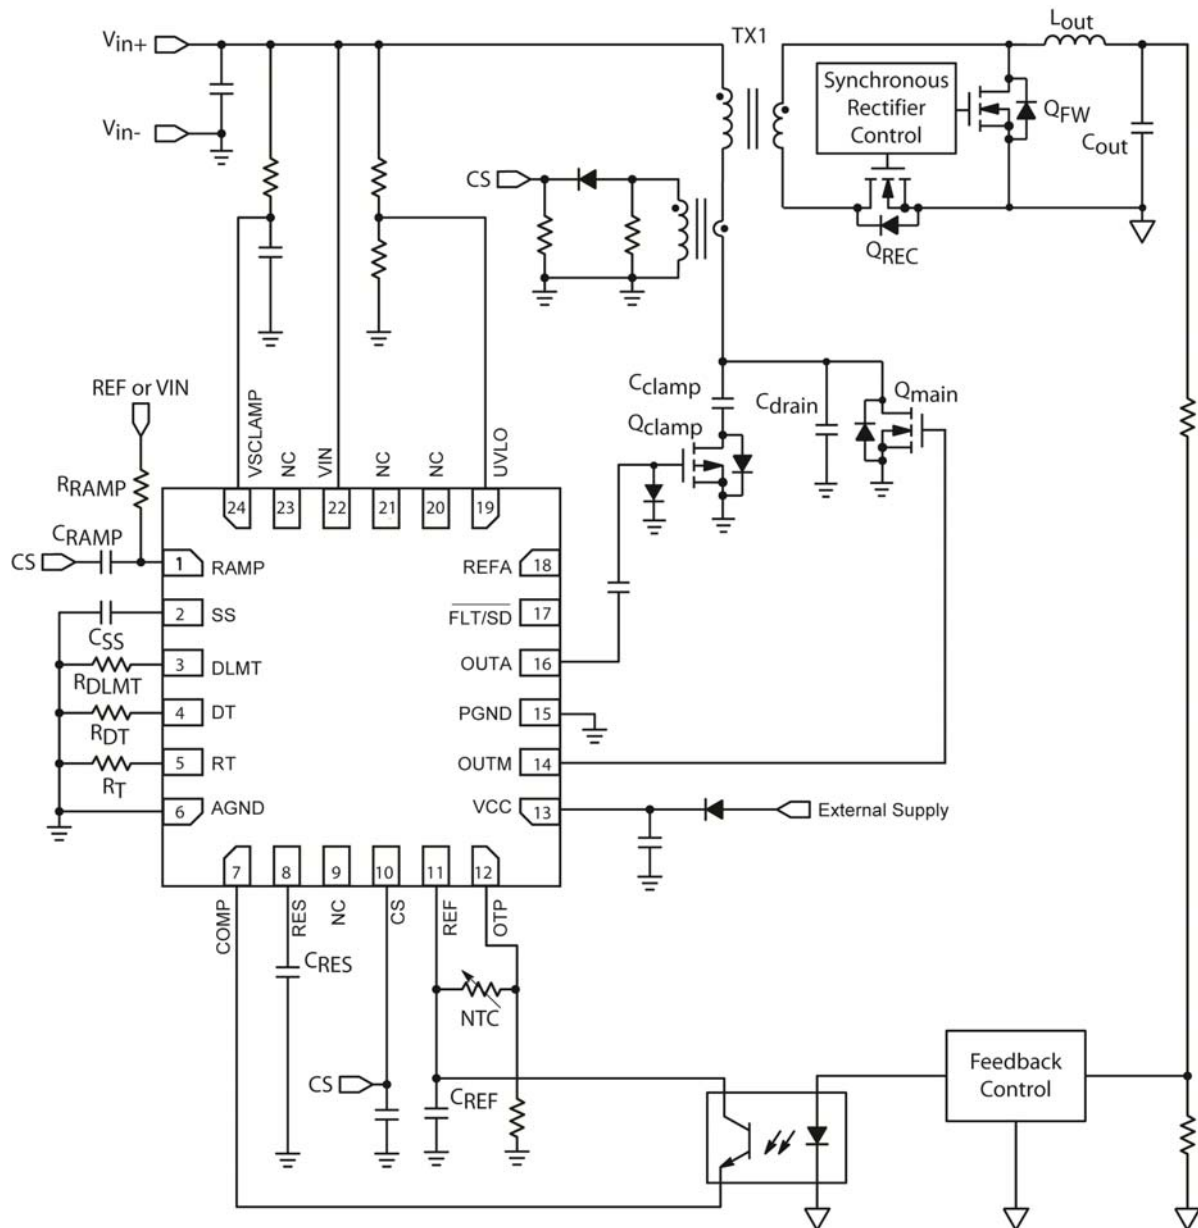 Vin+
TX1
Lout
Synchronous
Rectifier
Control
QFW
Cout
Vin-
CS
QREC
REF or VIN
Cclamp
Cdrain
Qmain
Qclamp
RRAMP
VSCLAMP
NC
VIN
NC
NC
UVLO
24
23
22
21
20
19
CRAMP
CS
1
RAMP
REFA
18
2
SS
FLT/SD
17
CSS
3
DLMT
OUTA
16
RDLMT
4
DT
PGND
15
RDT
5
RT
OUTM
14
RT
6
AGND
VCC
13
External Supply
7
8
9
10
11
12
COMP
RES
NC
CS
REF
OTP
CRES
NTC
CS
CREF
Feedback
Control